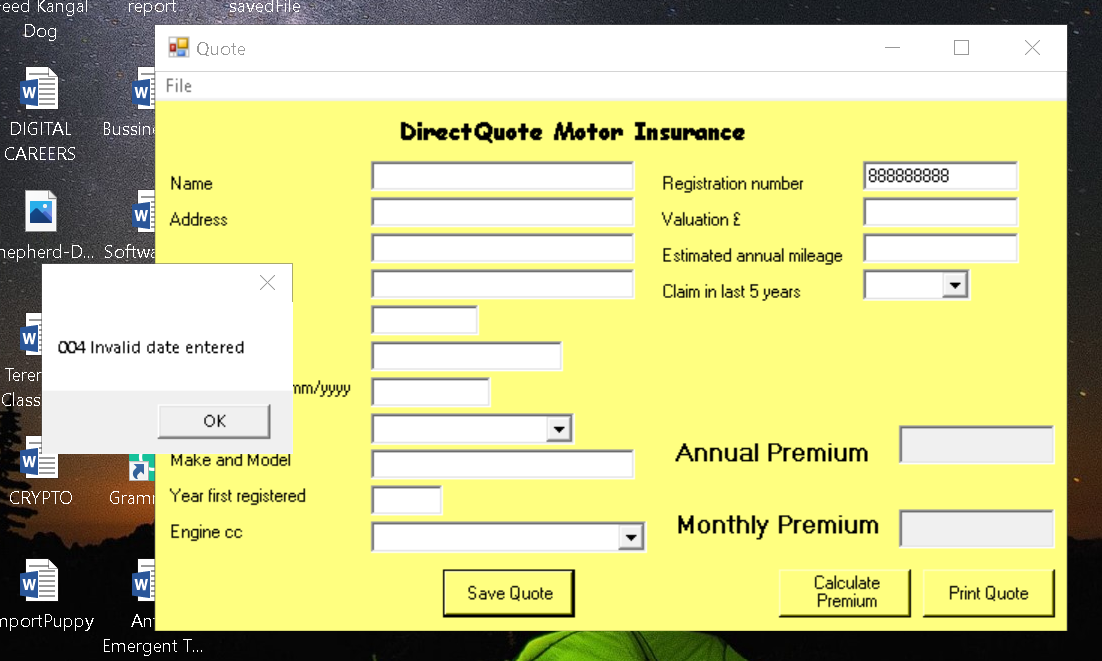 eed Kangal
Dog
report
savedFile
Quote
File
DIGITAL
CAREERS
Bussin
DirectQuote Motor Insurance
Name
Registration number
888888888
Address
Valuation £
hepherd-D...
Softwa
Estimated annual mileage
Claim in last 5 years
004 Invalid date entered
OK
Teren
Class
mm/yyyy
Make and Model
Annual Premium
CRYPTO
Gramm
Year first registered
Monthly Premium
Engine cc
Save Quote
Calculate
Premium
Print Quote
mportPuppy
An
Emergent T...